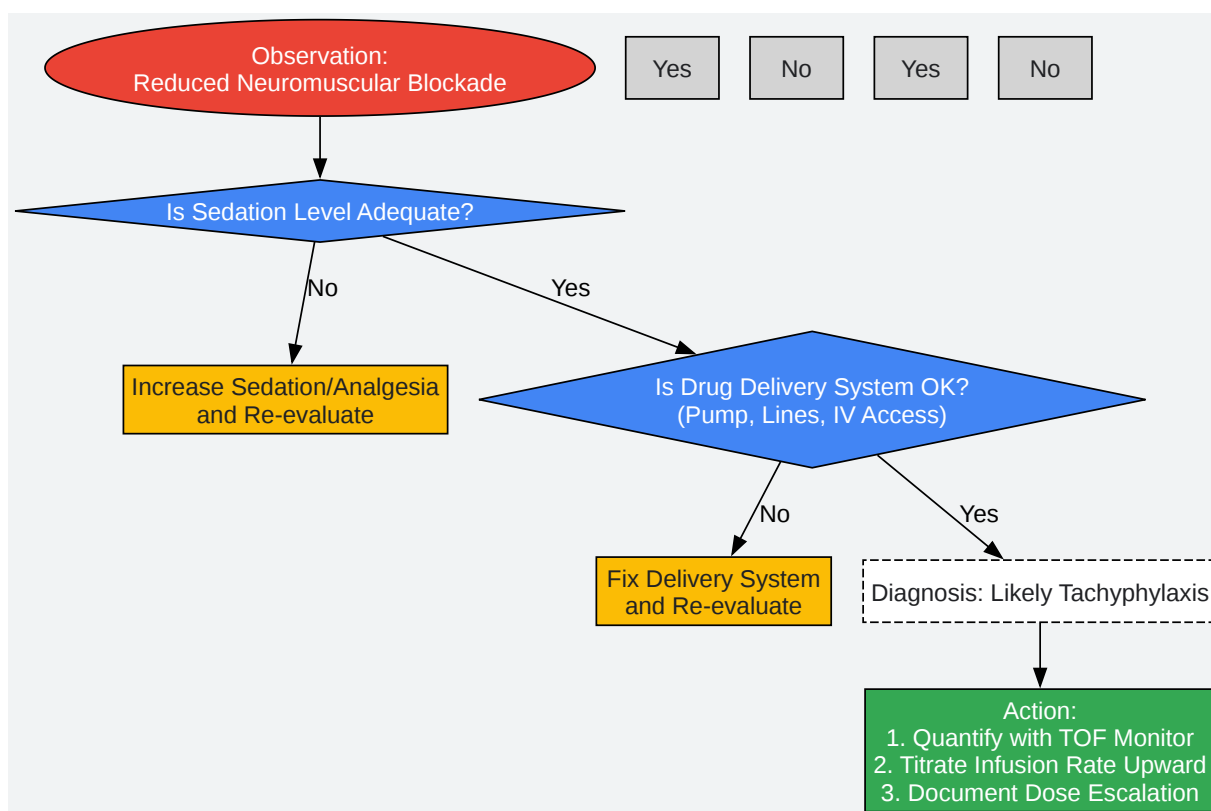 Observation:
Reduced Neuromuscular Blockade
Yes
No
Yes
No
Is Sedation Level Adequate?
No
Yes
Increase Sedation/Analgesia
and Re-evaluate
Is Drug Delivery System OK?
(Pump, Lines, IV Access)
No
Yes
Fix Delivery System
and Re-evaluate
Diagnosis: Likely Tachyphylaxis
Action:
1. Quantify with TOF Monitor
2. Titrate Infusion Rate Upward
3. Document Dose Escalation